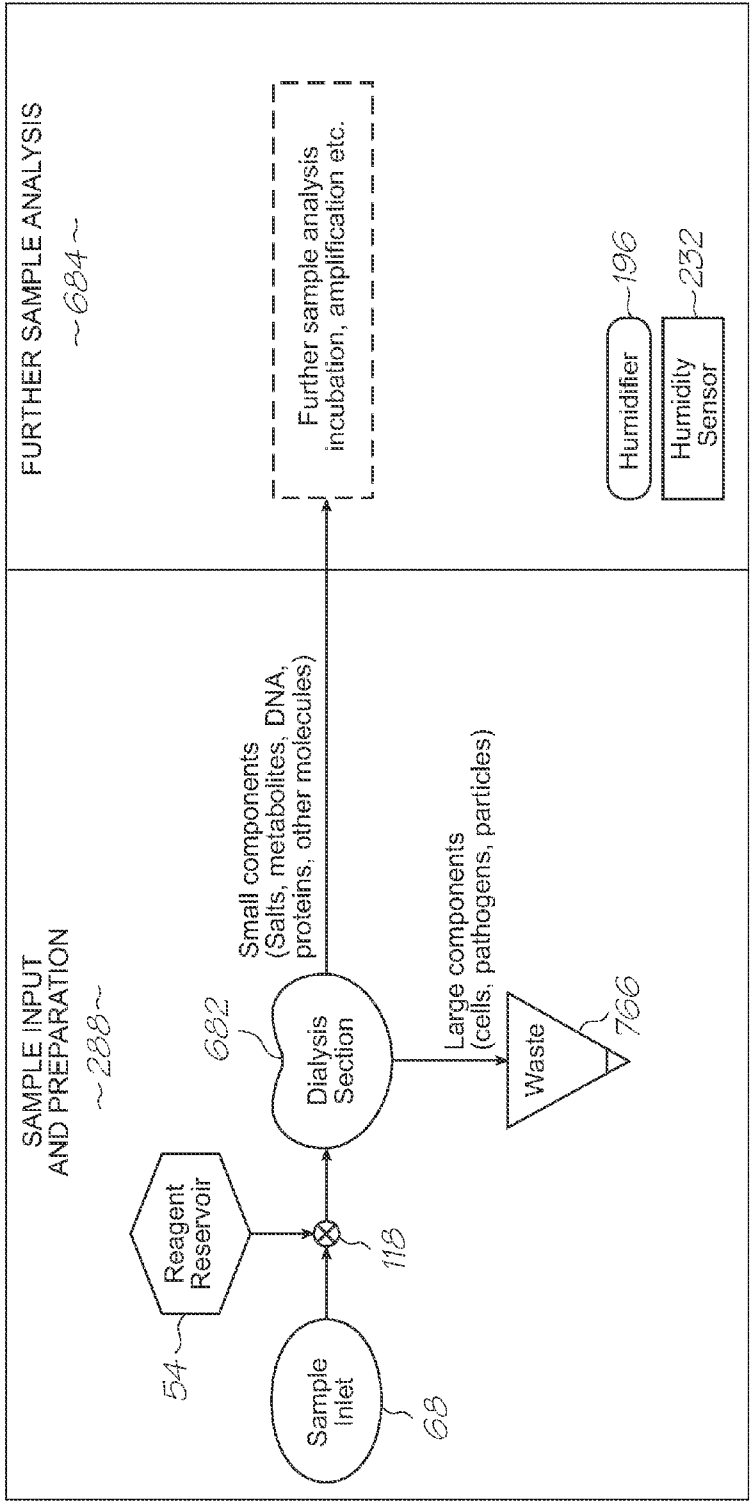 SAMPLE INPUT
AND PREPARATION
~288~
54
Reagent
Reservoir
Sample
Inlet
68
118
682
Dialysis
Section
Small components
(Salts, metabolites, DNA,
proteins, other molecules)
Large components
(cells, pathogens, particles)
Waste
766
FURTHER SAMPLE ANALYSIS
~684~
Further sample analysis
incubation, amplification etc.
Humidifier
196
Humidity
Sensor
232